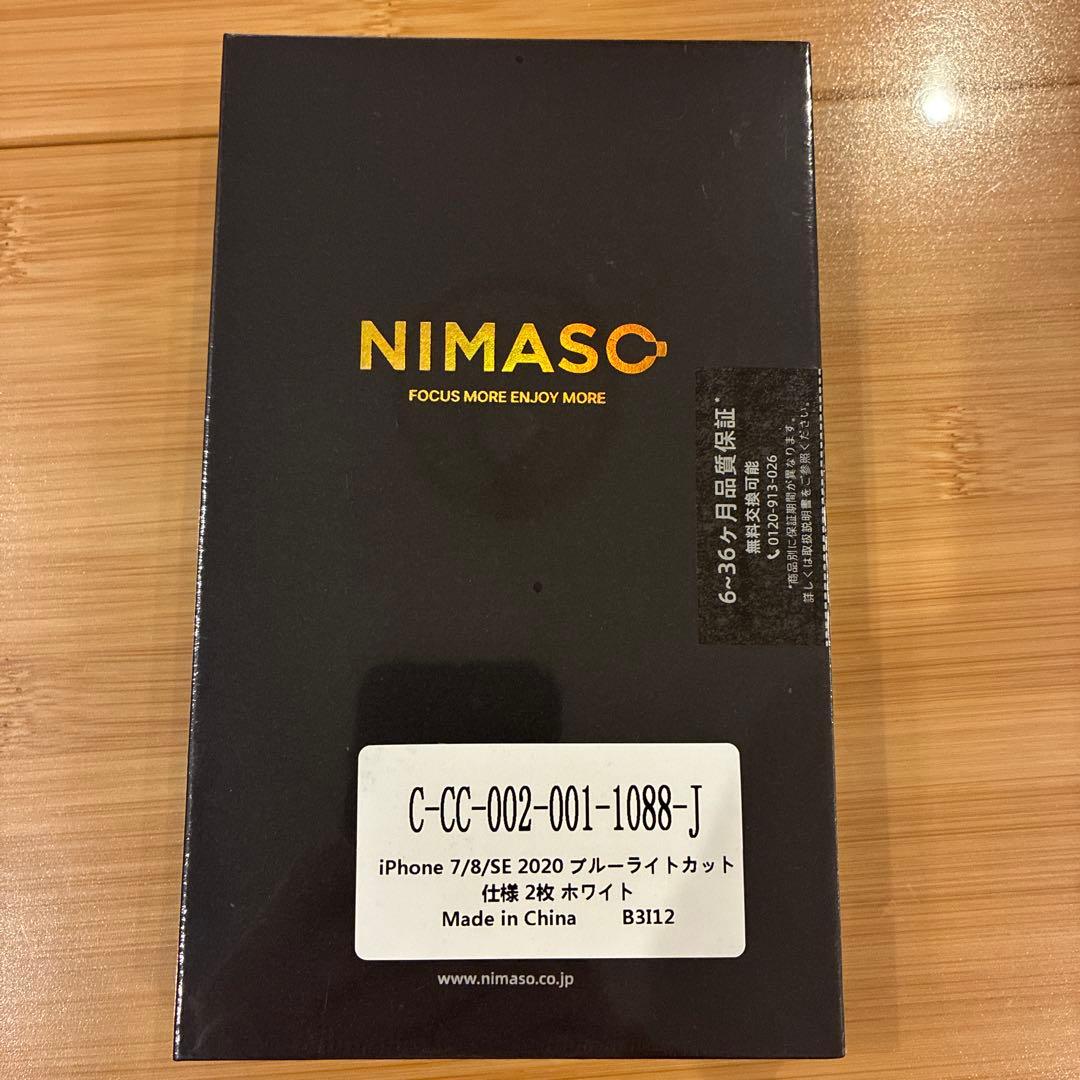 NIMASO
FOCUS MORE ENJOY MORE
6~36ヶ月品質保証*
無料交換可能
0120-913-026
*商品別に保証期間が異なります。
詳しくは取扱説明書をご参照ください。
C-CC-002-001-1088-J
iPhone 7/8/SE 2020 ブルーライトカット
仕様 2枚 ホワイト
Made in China B3I12
www.nimaso.co.jp